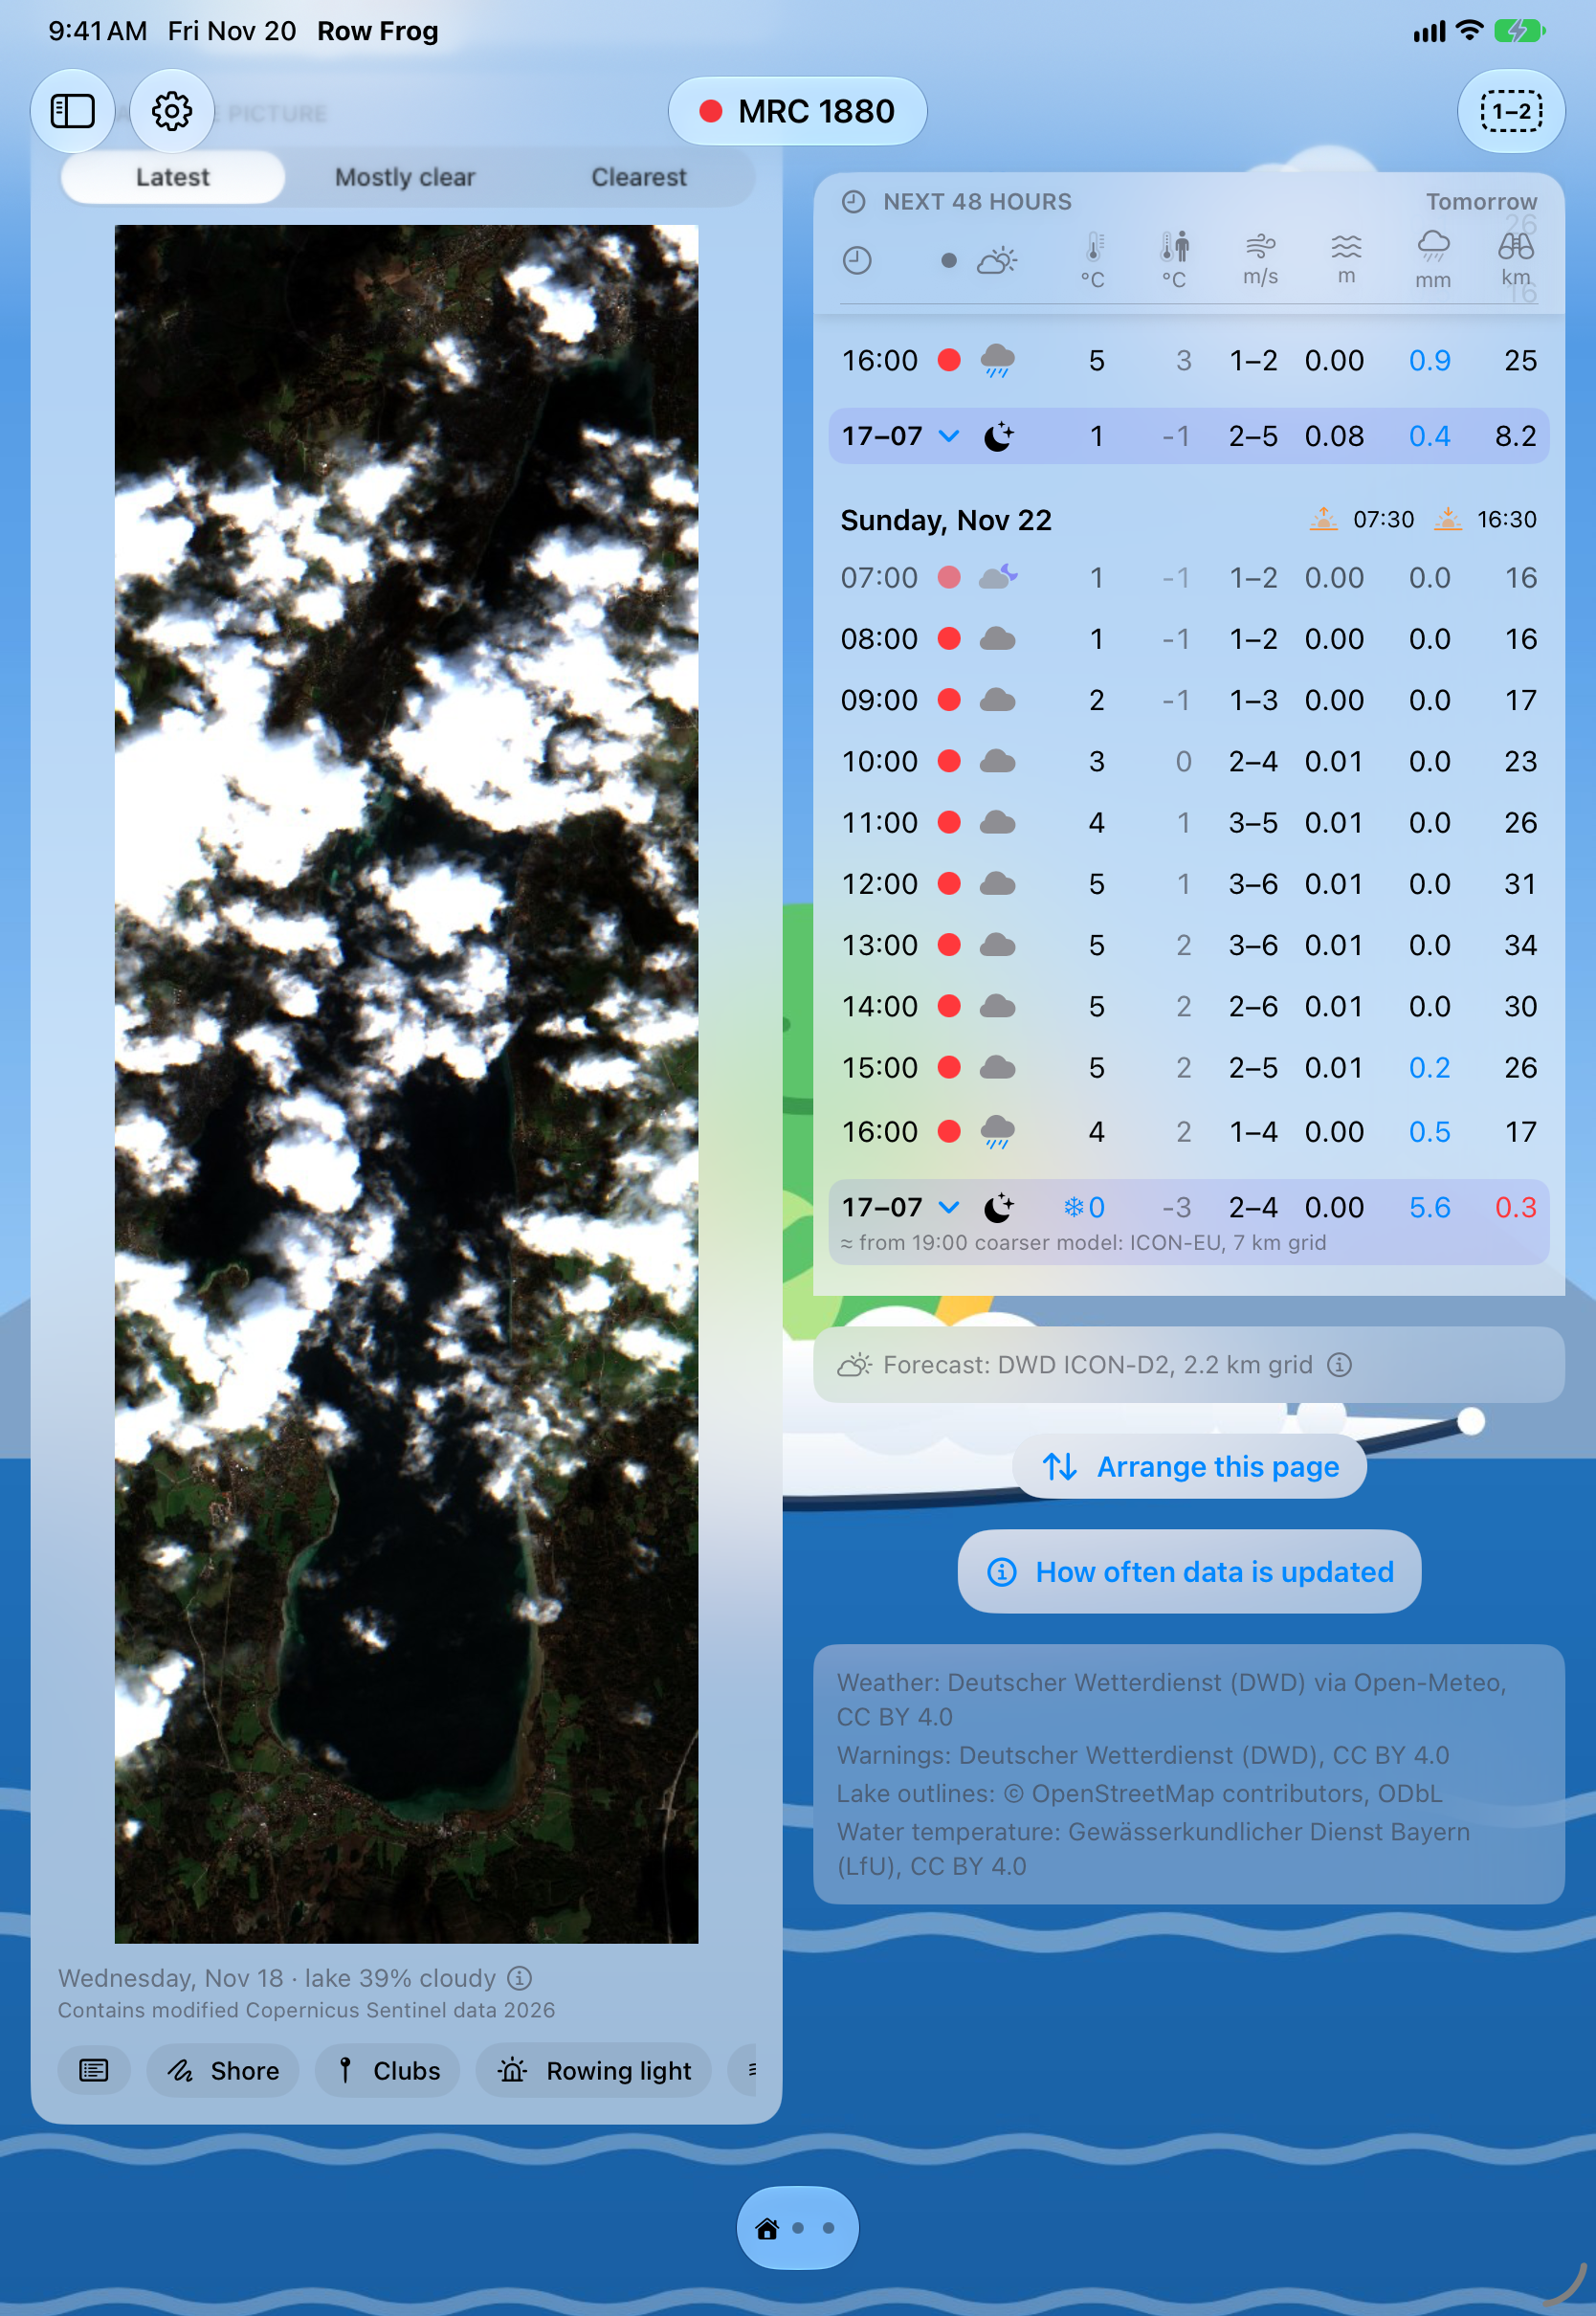 9:41 AM Fri Nov 20 Row Frog
MRC 1880
1–2
PICTURE
Latest Mostly clear Clearest
Wednesday, Nov 18 · lake 39% cloudy
Contains modified Copernicus Sentinel data 2026
Shore Clubs Rowing light
NEXT 48 HOURS Tomorrow
26
°C °C m/s m mm km
16
16:00 5 3 1–2 0.00 0.9 25
17–07 1 -1 2–5 0.08 0.4 8.2
Sunday, Nov 22 07:30 16:30
07:00 1 -1 1–2 0.00 0.0 16
08:00 1 -1 1–2 0.00 0.0 16
09:00 2 -1 1–3 0.00 0.0 17
10:00 3 0 2–4 0.01 0.0 23
11:00 4 1 3–5 0.01 0.0 26
12:00 5 1 3–6 0.01 0.0 31
13:00 5 2 3–6 0.01 0.0 34
14:00 5 2 2–6 0.01 0.0 30
15:00 5 2 2–5 0.01 0.2 26
16:00 4 2 1–4 0.00 0.5 17
17–07 0 -3 2–4 0.00 5.6 0.3
≈ from 19:00 coarser model: ICON-EU, 7 km grid
Forecast: DWD ICON-D2, 2.2 km grid
Arrange this page
How often data is updated
Weather: Deutscher Wetterdienst (DWD) via Open-Meteo,
CC BY 4.0
Warnings: Deutscher Wetterdienst (DWD), CC BY 4.0
Lake outlines: © OpenStreetMap contributors, ODbL
Water temperature: Gewässerkundlicher Dienst Bayern
(LfU), CC BY 4.0